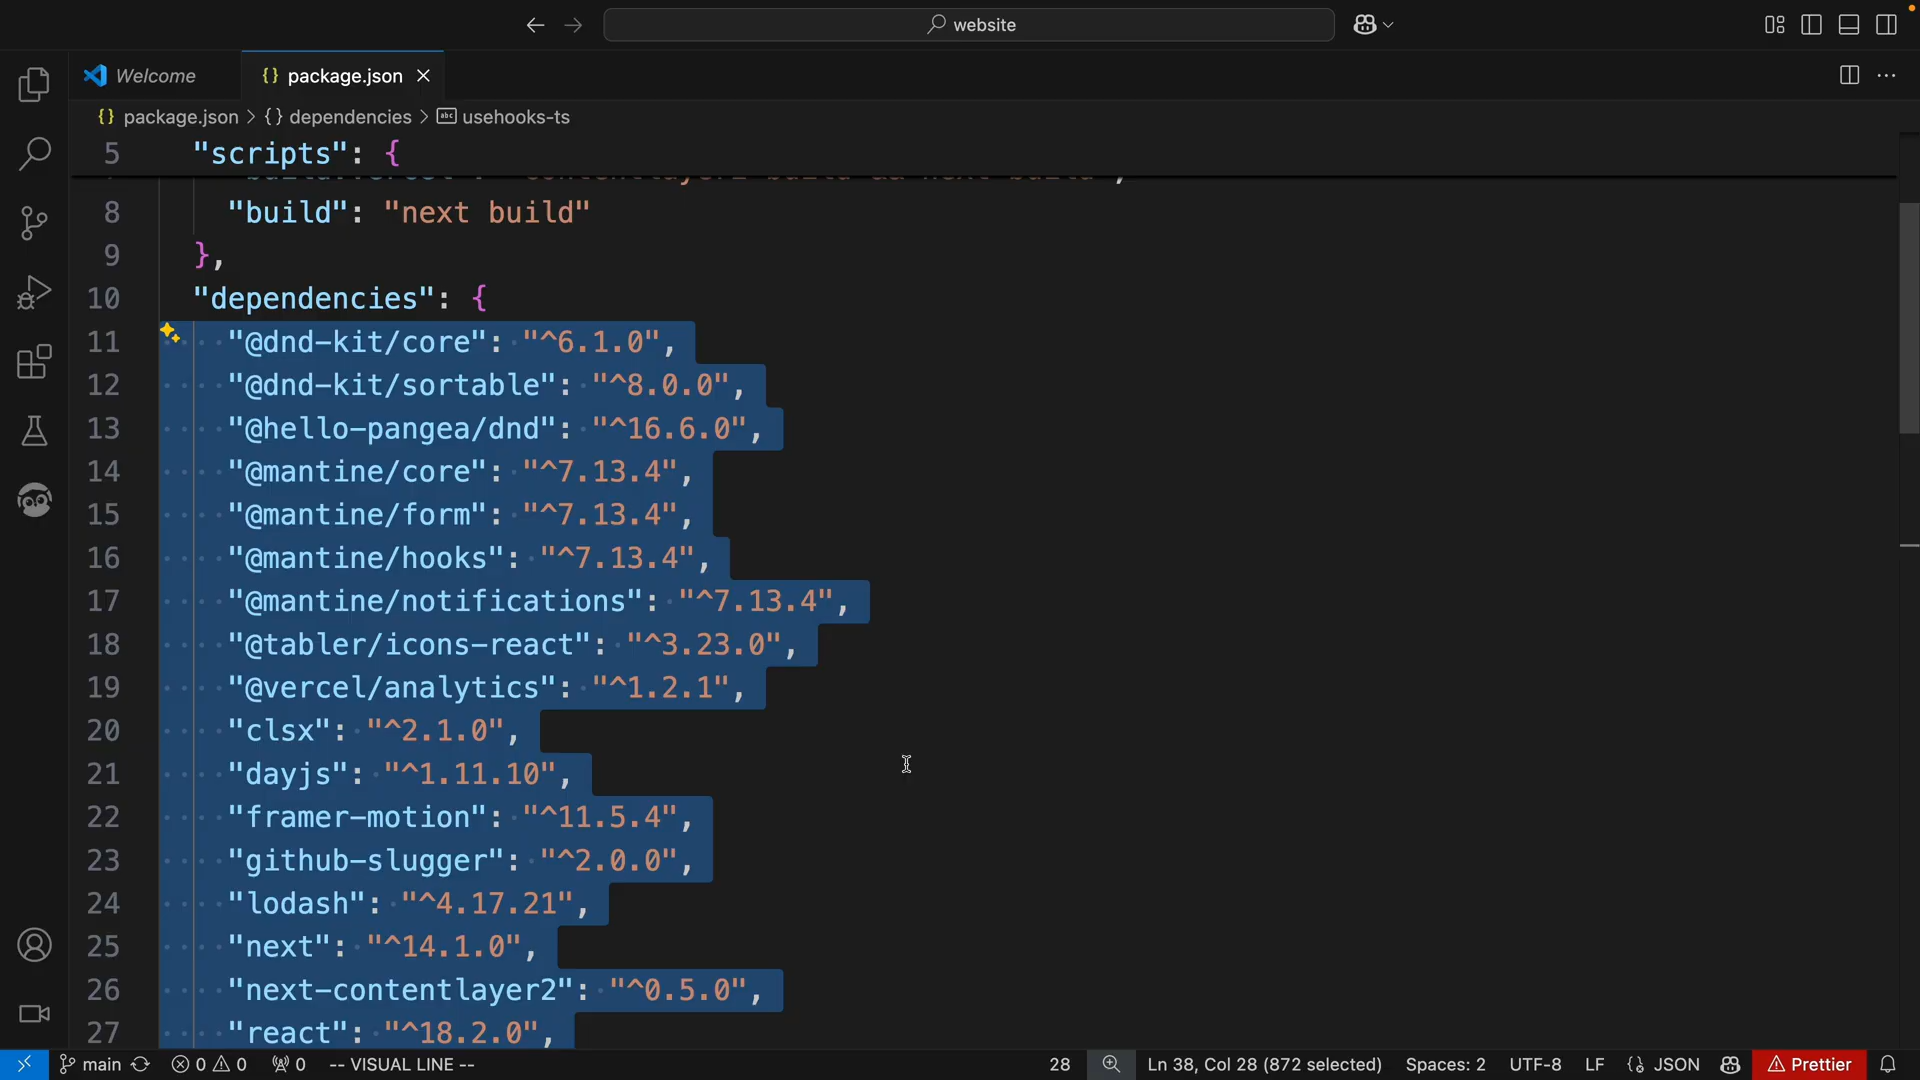 website
Welcome
{} package.json
{} package.json > {} dependencies > abc usehooks-ts
5 "scripts": {
8 "build": "next build"
9 },
10 "dependencies": {
11 "@dnd-kit/core": "^6.1.0",
12 "@dnd-kit/sortable": "^8.0.0",
13 "@hello-pangea/dnd": "^16.6.0",
14 "@mantine/core": "^7.13.4",
15 "@mantine/form": "^7.13.4",
16 "@mantine/hooks": "^7.13.4",
17 "@mantine/notifications": "^7.13.4",
18 "@tabler/icons-react": "^3.23.0",
19 "@vercel/analytics": "^1.2.1",
20 "clsx": "^2.1.0",
21 "dayjs": "^1.11.10",
22 "framer-motion": "^11.5.4",
23 "github-slugger": "^2.0.0",
24 "lodash": "^4.17.21",
25 "next": "^14.1.0",
26 "next-contentlayer2": "^0.5.0",
27 "react": "^18.2.0",
main 0 0 0 -- VISUAL LINE -- 28 Ln 38, Col 28 (872 selected) Spaces: 2 UTF-8 LF {} JSON Prettier